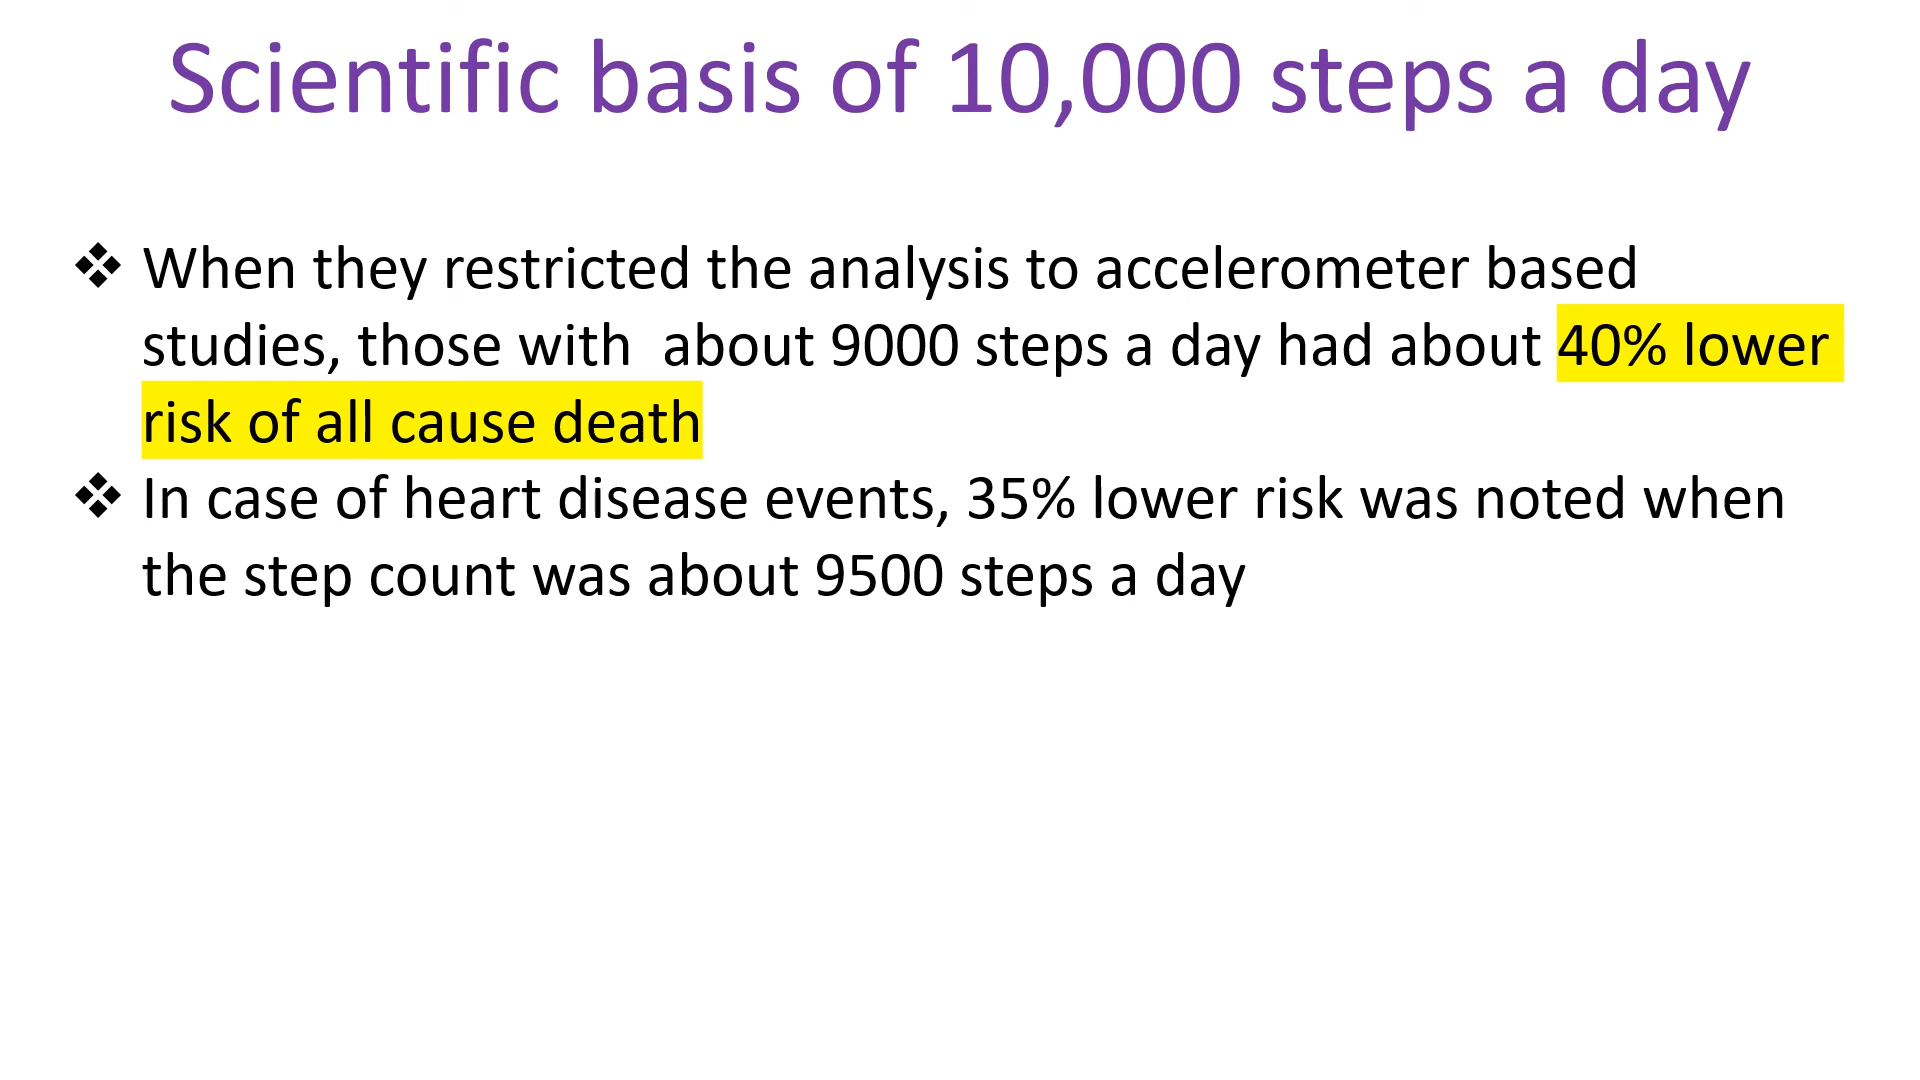 Scientific basis of 10,000 steps a day
❖ When they restricted the analysis to accelerometer based
studies, those with  about 9000 steps a day had about 40% lower
risk of all cause death
❖ In case of heart disease events, 35% lower risk was noted when
the step count was about 9500 steps a day